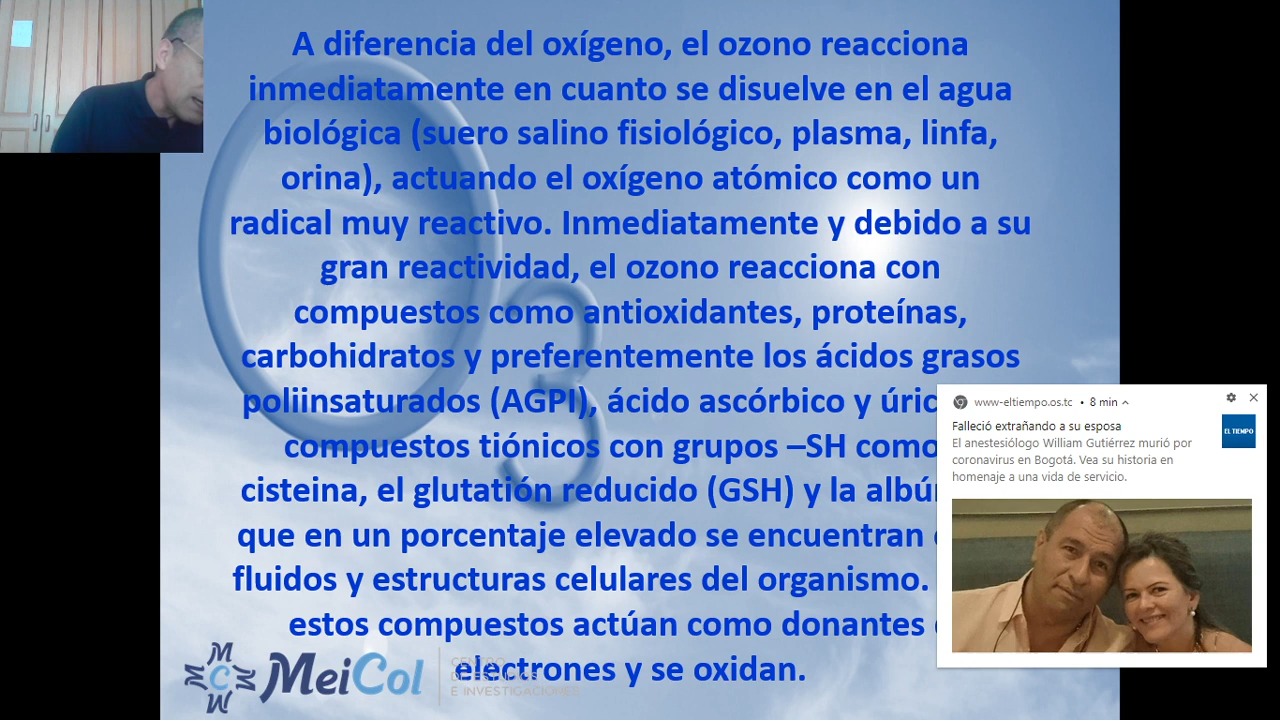 A diferencia del oxígeno, el ozono reacciona
inmediatamente en cuanto se disuelve en el agua
biológica (suero salino fisiológico, plasma, linfa,
orina), actuando el oxígeno atómico como un
radical muy reactivo. Inmediatamente y debido a su
gran reactividad, el ozono reacciona con
compuestos como antioxidantes, proteínas,
carbohidratos y preferentemente los ácidos grasos
poliinsaturados (AGPI), ácido ascórbico y
compuestos tiónicos con grupos –SH como
cisteina, el glutatión reducido (GSH) y la
que en un porcentaje elevado se encuentran
fluidos y estructuras celulares del organismo.
estos compuestos actúan como donantes
electrones y se oxidan.
O3
MCMW
MeiCol
CENTRO
DE ESTUDIOS
E INVESTIGACIONES
www-eltiempo.os.tc • 8 min
Falleció extrañando a su esposa
El anestesiólogo William Gutiérrez murió por
coronavirus en Bogotá. Vea su historia en
homenaje a una vida de servicio.
EL TIEMPO